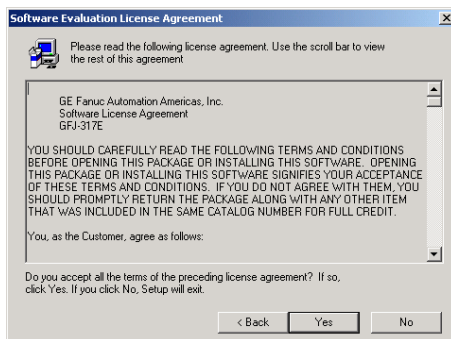 Software Evaluation License Agreement
Please read the following license agreement. Use the scroll bar to view
the rest of this agreement
GE Fanuc Automation Americas, Inc.
Software License Agreement
GFJ-317E
YOU SHOULD CAREFULLY READ THE FOLLOWING TERMS AND CONDITIONS
BEFORE OPENING THIS PACKAGE OR INSTALLING THIS SOFTWARE. OPENING
THIS PACKAGE OR INSTALLING THIS SOFTWARE SIGNIFIES YOUR ACCEPTANCE
OF THESE TERMS AND CONDITIONS. IF YOU DO NOT AGREE WITH THEM, YOU
SHOULD PROMPTLY RETURN THE PACKAGE ALONG WITH ANY OTHER ITEM
THAT WAS INCLUDED IN THE SAME CATALOG NUMBER FOR FULL CREDIT.
You, as the Customer, agree as follows:
Do you accept all the terms of the preceding license agreement? If so,
click Yes. If you click No, Setup will exit.
< Back Yes No